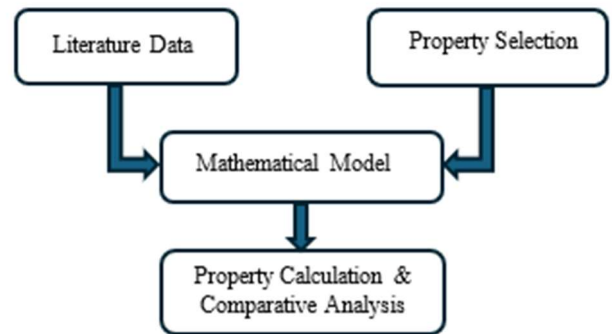 Literature Data
Property Selection
Mathematical Model
Property Calculation &
Comparative Analysis